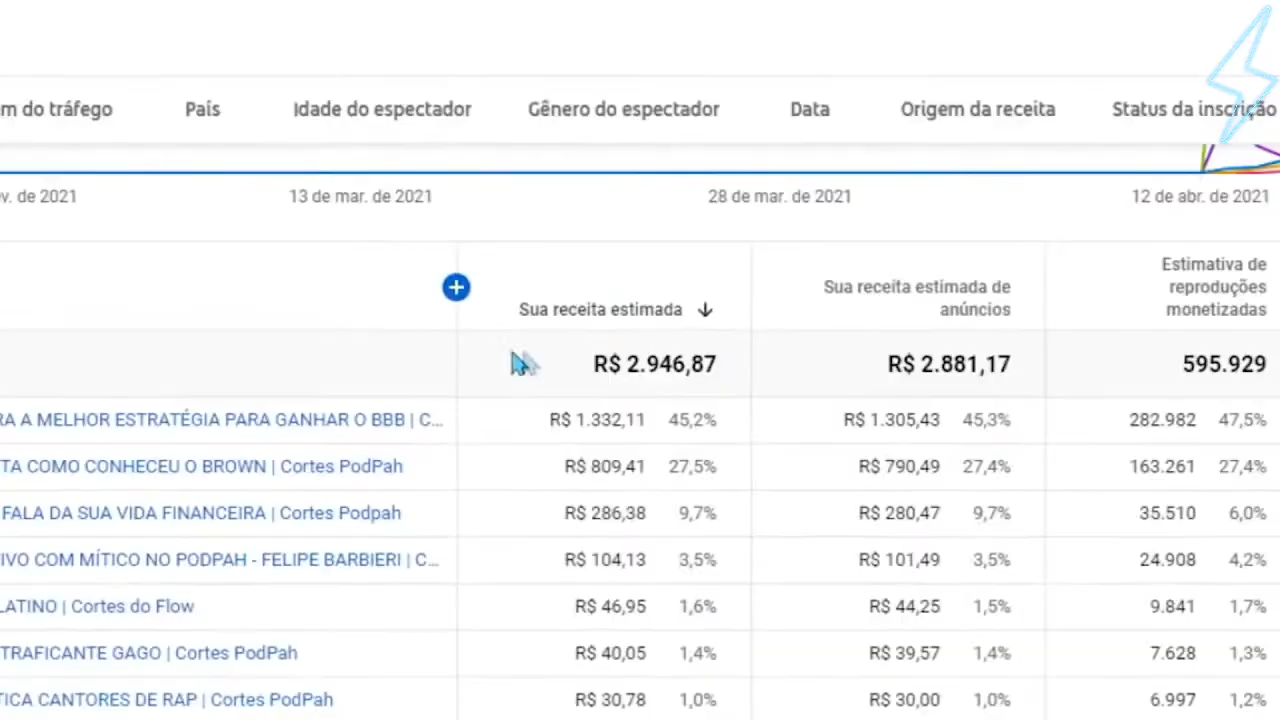 m do tráfego País Idade do espectador Gênero do espectador Data Origem da receita Status da inscrição
v. de 2021 13 de mar. de 2021 28 de mar. de 2021 12 de abr. de 2021
Sua receita estimada
Sua receita estimada de
anúncios
Estimativa de
reproduções
monetizadas
R$ 2.946,87 R$ 2.881,17 595.929
RA A MELHOR ESTRATÉGIA PARA GANHAR O BBB | C... R$ 1.332,11 45,2% R$ 1.305,43 45,3% 282.982 47,5%
TA COMO CONHECEU O BROWN | Cortes PodPah R$ 809,41 27,5% R$ 790,49 27,4% 163.261 27,4%
FALA DA SUA VIDA FINANCEIRA | Cortes Podpah R$ 286,38 9,7% R$ 280,47 9,7% 35.510 6,0%
IVO COM MÍTICO NO PODPAH - FELIPE BARBIERI | C... R$ 104,13 3,5% R$ 101,49 3,5% 24.908 4,2%
LATINO | Cortes do Flow R$ 46,95 1,6% R$ 44,25 1,5% 9.841 1,7%
TRAFICANTE GAGO | Cortes PodPah R$ 40,05 1,4% R$ 39,57 1,4% 7.628 1,3%
TICA CANTORES DE RAP | Cortes PodPah R$ 30,78 1,0% R$ 30,00 1,0% 6.997 1,2%